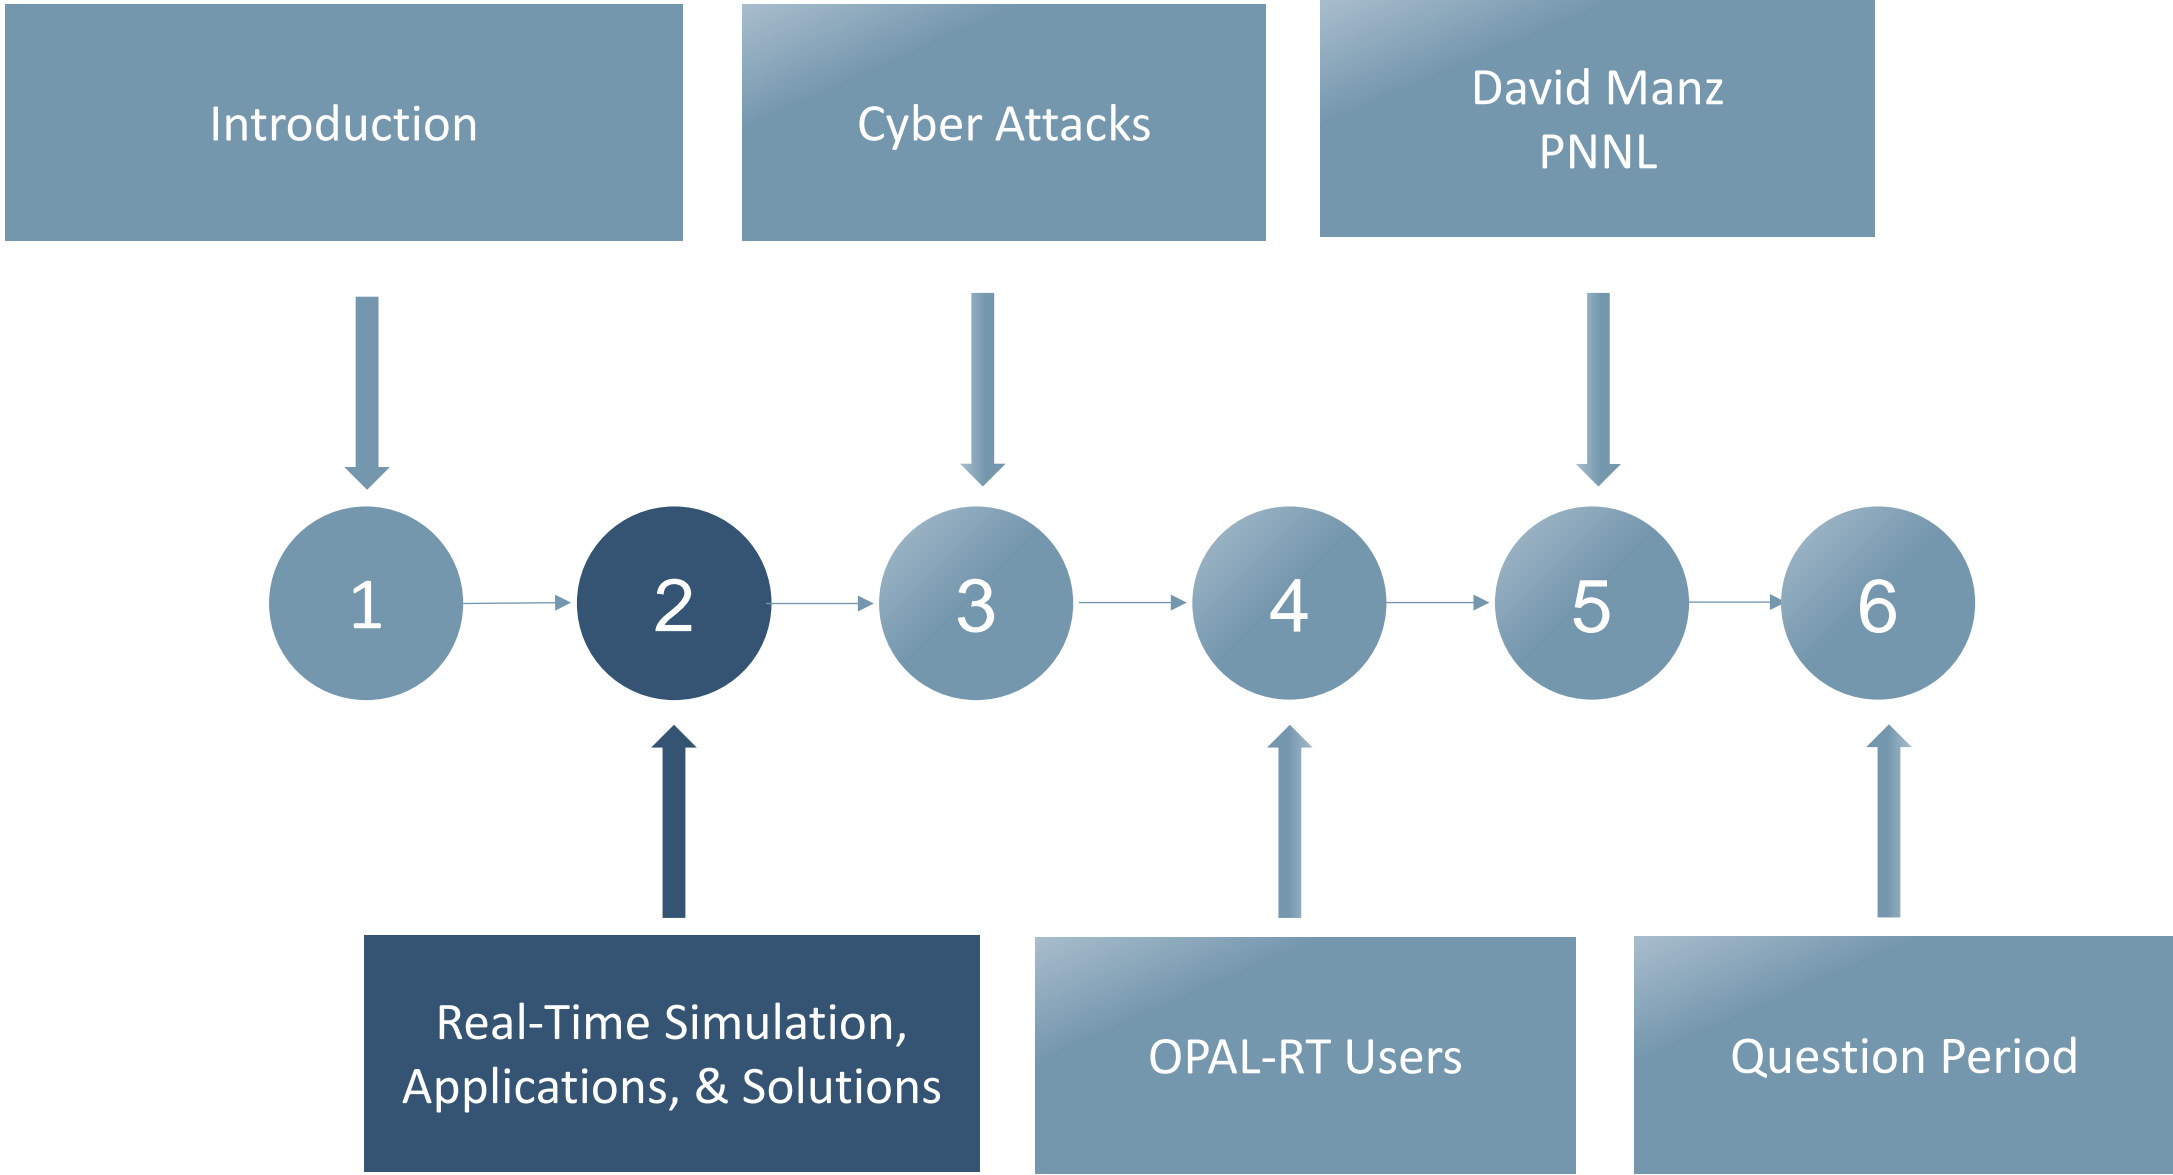 Introduction
Cyber Attacks
David Manz
PNNL
1
2
3
4
5
6
Real-Time Simulation,
Applications, & Solutions
OPAL-RT Users
Question Period